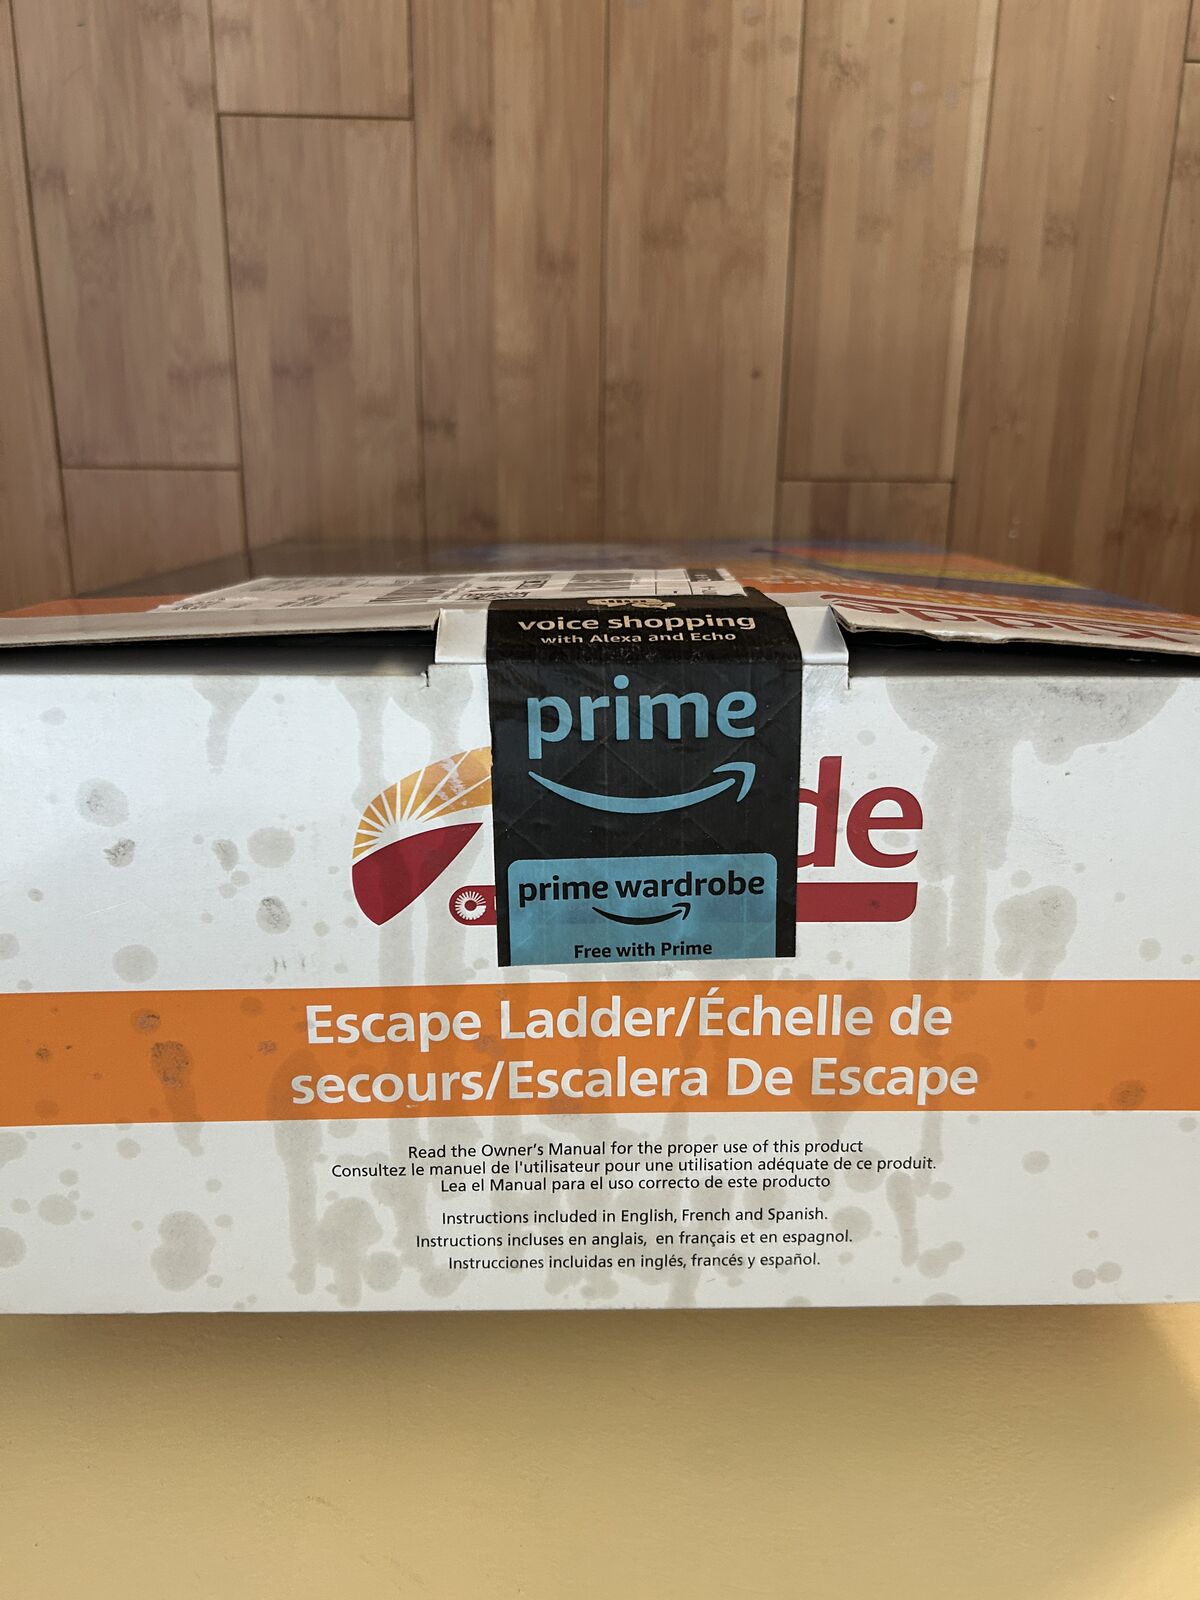 voice shopping
with Alexa and Echo
prime
de
prime wardrobe
Free with Prime
Escape Ladder/Échelle de
secours/Escalera De Escape
Read the Owner's Manual for the proper use of this product
Consultez le manuel de l'utilisateur pour une utilisation adéquate de ce produit.
Lea el Manual para el uso correcto de este producto
Instructions included in English, French and Spanish.
Instructions incluses en anglais, en français et en espagnol.
Instrucciones incluidas en inglés, francés y español.